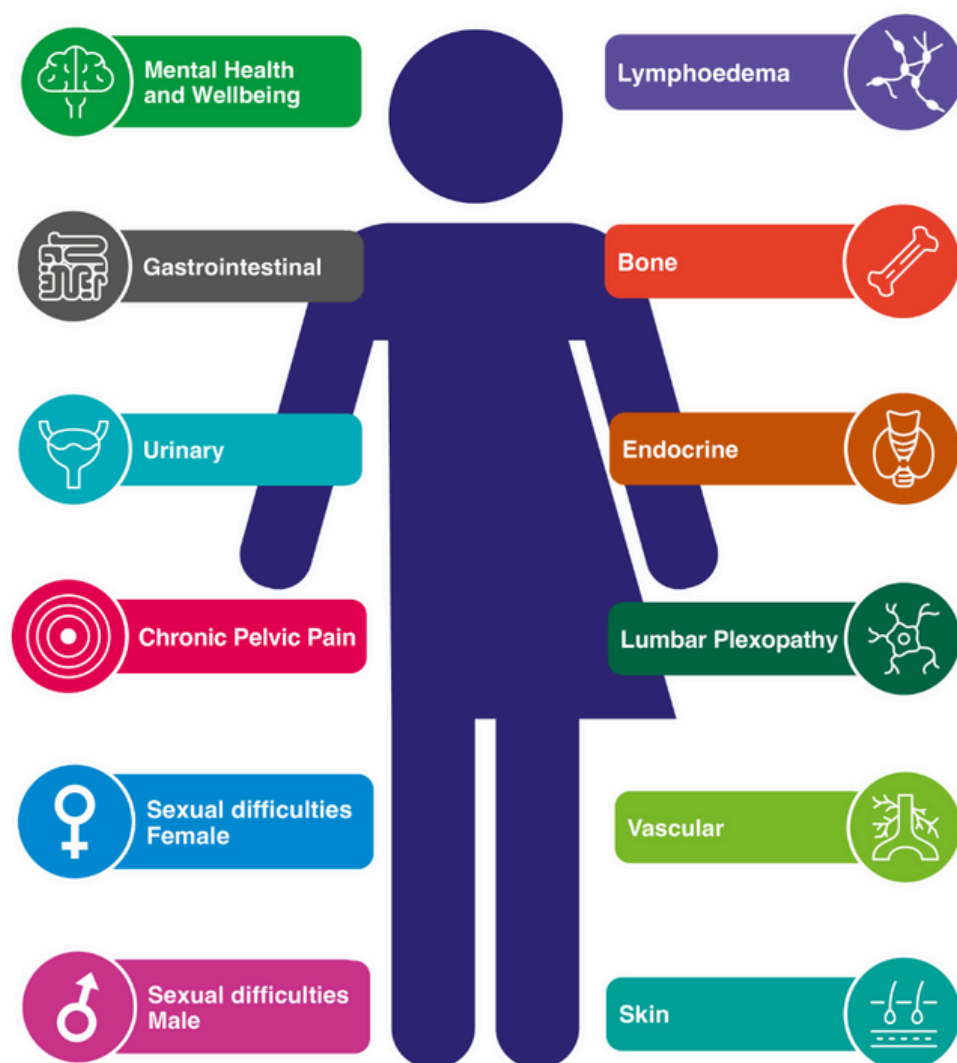 Mental Health
and Wellbeing
Lymphoedema
Gastrointestinal
Bone
Urinary
Endocrine
Chronic Pelvic Pain
Lumbar Plexopathy
Sexual difficulties
Female
Vascular
Sexual difficulties
Male
Skin